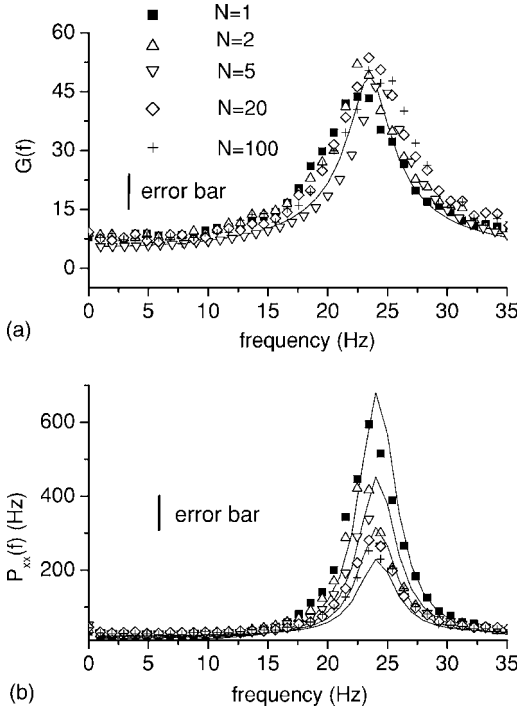 N=1
N=2
N=5
N=20
N=100
60
45
30
15
0
G(f)
error bar
0 5 10 15 20 25 30 35
(a)
frequency (Hz)
600
400
200
P_xx(f) (Hz)
error bar
0 5 10 15 20 25 30 35
(b)
frequency (Hz)